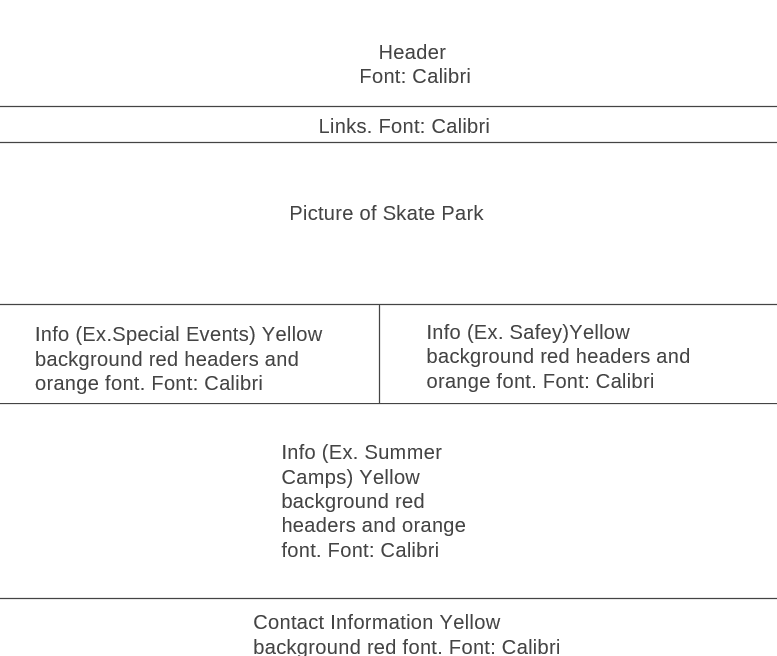 Header
Font: Calibri
Links. Font: Calibri
Picture of Skate Park
Info (Ex.Special Events) Yellow
background red headers and
orange font. Font: Calibri
Info (Ex. Safey)Yellow
background red headers and
orange font. Font: Calibri
Info (Ex. Summer
Camps) Yellow
background red
headers and orange
font. Font: Calibri
Contact Information Yellow
background red font. Font: Calibri